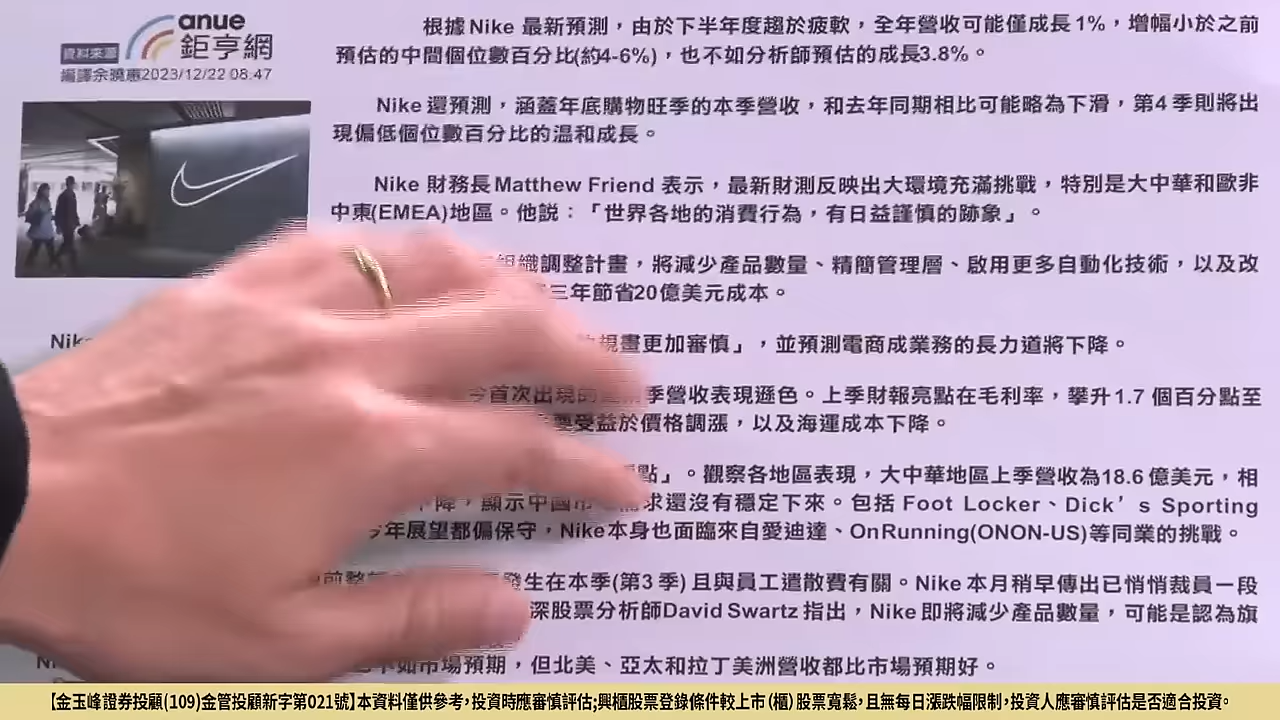 anue
鉅亨網
資料來源
編譯余曉惠2023/12/22 08:47
根據Nike 最新預測，由於下半年度趨於疲軟，全年營收可能僅成長1%，增幅小於之前
預估的中間個位數百分比(約4-6%)，也不如分析師預估的成長3.8%。
Nike還預測，涵蓋年底購物旺季的本季營收，和去年同期相比可能略為下滑，第4季則將出
現偏低個位數百分比的溫和成長。
Nike 財務長Matthew Friend 表示，最新財測反映出大環境充滿挑戰，特別是大中華和歐非
中東(EMEA)地區。他說：「世界各地的消費行為，有日益謹慎的跡象」。
組織調整計畫，將減少產品數量、精簡管理層、啟用更多自動化技術，以及改
三年節省20億美元成本。
Nike
規畫更加審慎」，並預測電商成業務的長力道將下降。
今首次出現的
季營收表現遜色。上季財報亮點在毛利率，攀升1.7 個百分點至
受益於價格調漲，以及海運成本下降。
點」。觀察各地區表現，大中華地區上季營收為18.6億美元，相
下降，顯示中國市
求還沒有穩定下來。包括 Foot Locker、Dick’s Sporting
今年展望都偏保守，Nike本身也面臨來自愛迪達、OnRunning(ONON-US)等同業的挑戰。
發生在本季(第3季)且與員工遣散費有關。Nike本月稍早傳出已悄悄裁員一段
深股票分析師David Swartz指出，Nike即將減少產品數量，可能是認為旗
不如市場預期，但北美、亞太和拉丁美洲營收都比市場預期好。
【金玉峰證券投顧(109)金管投顧新字第021號】本資料僅供參考，投資時應審慎評估；興櫃股票登錄條件較上市（櫃）股票寬鬆，且無每日漲跌幅限制，投資人應審慎評估是否適合投資。